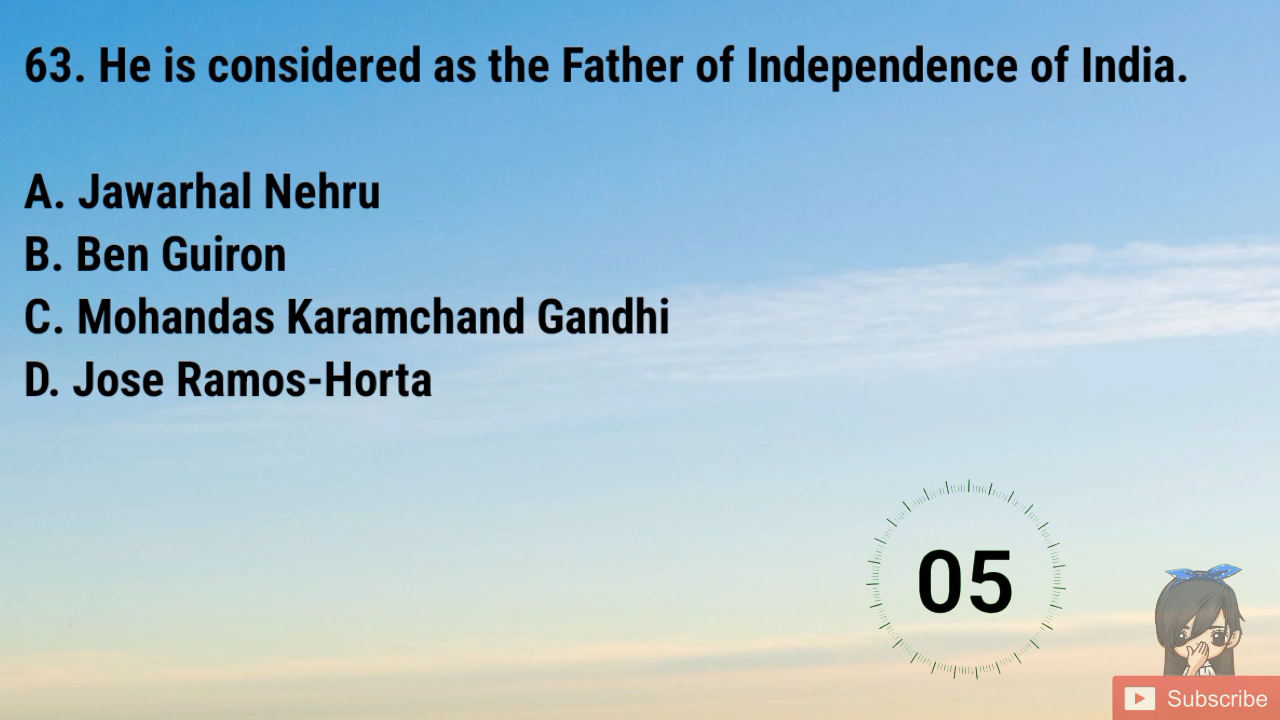 63. He is considered as the Father of Independence of India.
A. Jawarhal Nehru
B. Ben Guiron
C. Mohandas Karamchand Gandhi
D. Jose Ramos-Horta
05
Subscribe